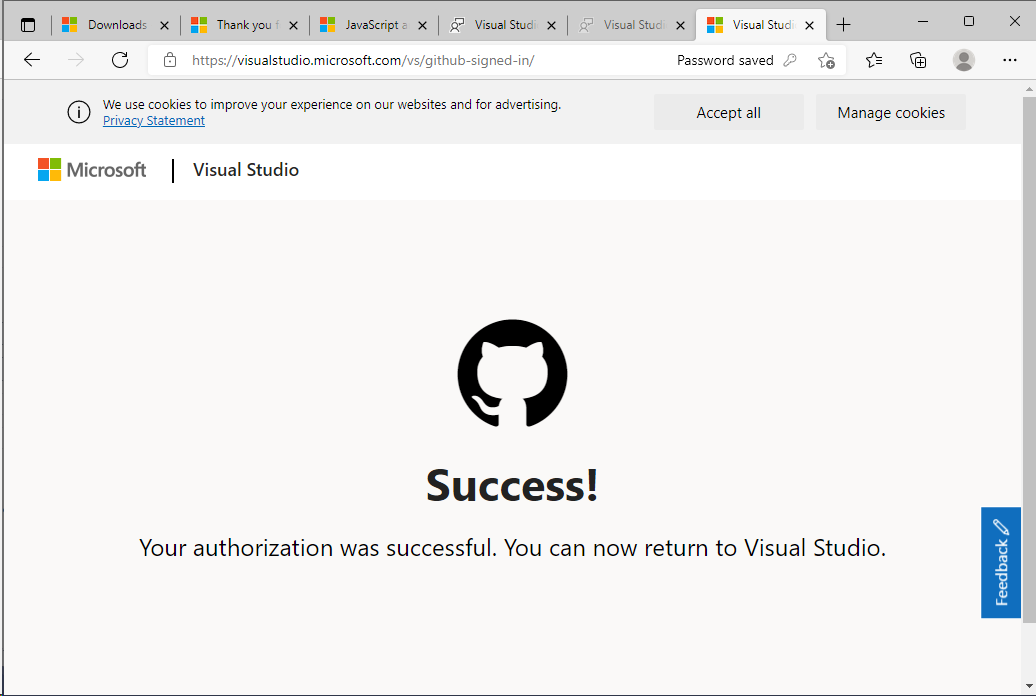 Downloads
Thank you f
JavaScript a
Visual Studi
Visual Studi
Visual Studi
https://visualstudio.microsoft.com/vs/github-signed-in/
Password saved
We use cookies to improve your experience on our websites and for advertising.
Privacy Statement
Accept all
Manage cookies
Microsoft
Visual Studio
Success!
Your authorization was successful. You can now return to Visual Studio.
Feedback